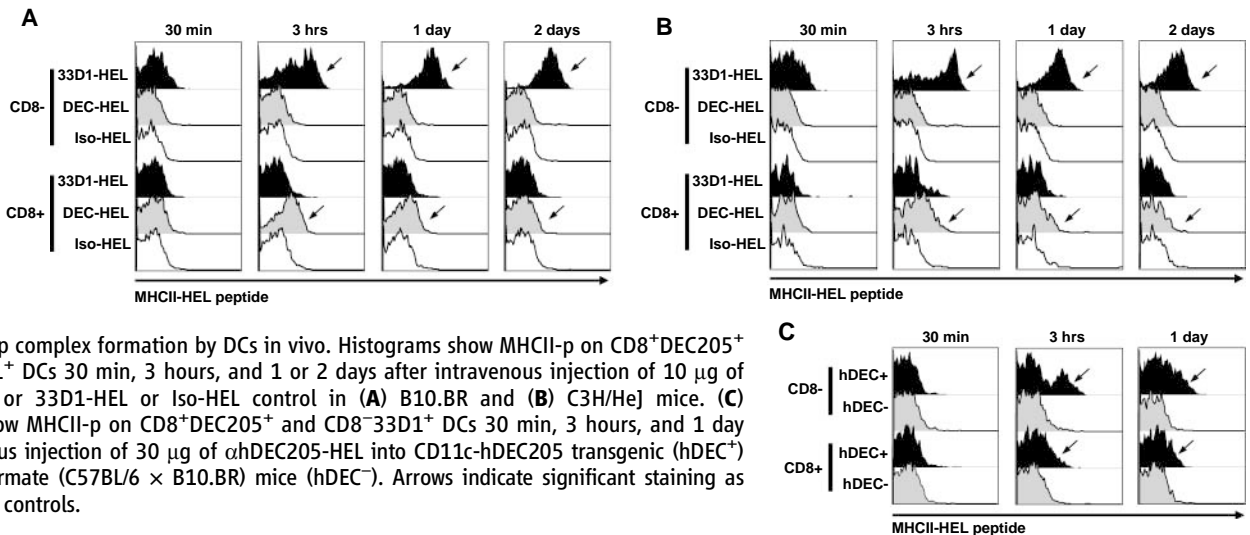 A
30 min 3 hrs 1 day 2 days
CD8-
33D1-HEL
DEC-HEL
Iso-HEL
CD8+
33D1-HEL
DEC-HEL
Iso-HEL
MHCII-HEL peptide
B
30 min 3 hrs 1 day 2 days
CD8-
33D1-HEL
DEC-HEL
Iso-HEL
CD8+
33D1-HEL
DEC-HEL
Iso-HEL
MHCII-HEL peptide
p complex formation by DCs in vivo. Histograms show MHCII-p on CD8⁺DEC205⁺
⁺ DCs 30 min, 3 hours, and 1 or 2 days after intravenous injection of 10 μg of
or 33D1-HEL or Iso-HEL control in (A) B10.BR and (B) C3H/HeJ mice. (C)
ow MHCII-p on CD8⁺DEC205⁺ and CD8⁻33D1⁺ DCs 30 min, 3 hours, and 1 day
us injection of 30 μg of αhDEC205-HEL into CD11c-hDEC205 transgenic (hDEC⁺)
ermate (C57BL/6 × B10.BR) mice (hDEC⁻). Arrows indicate significant staining as
controls.
C
30 min 3 hrs 1 day
CD8-
hDEC+
hDEC-
CD8+
hDEC+
hDEC-
MHCII-HEL peptide